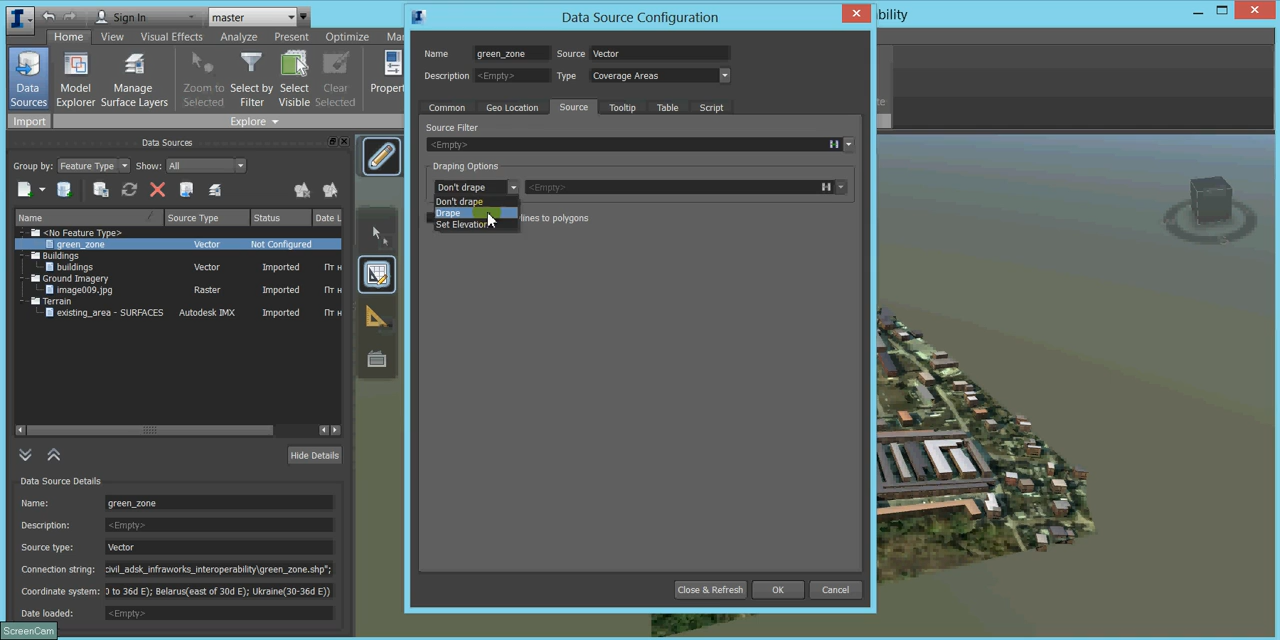 Sign In
master
bability
Home View Visual Effects Analyze Present Optimize Ma
Data Sources
Model Explorer
Manage Surface Layers
Zoom to Selected
Select by Filter
Select Visible
Clear Selected
Propert
Import
Explore
Data Sources
Group by: Feature Type Show: All
Name Source Type Status Date L
<No Feature Type>
green_zone Vector Not Configured
Buildings
buildings Vector Imported Пт н
Ground Imagery
image009.jpg Raster Imported Пт н
Terrain
existing_area - SURFACES Autodesk IMX Imported Пт н
Hide Details
Data Source Details
Name: green_zone
Description: <Empty>
Source type: Vector
Connection string: civil_adsk_infraworks_interoperability\green_zone.shp";
Coordinate system: 0 to 36d E); Belarus(east of 30d E); Ukraine(30-36d E))
Date loaded: <Empty>
ScreenCam
Data Source Configuration
Name green_zone Source Vector
Description <Empty> Type Coverage Areas
Common Geo Location Source Tooltip Table Script
Source Filter
<Empty>
Draping Options
Don't drape <Empty>
Don't drape
Drape
Set Elevation
lines to polygons
Close & Refresh OK Cancel